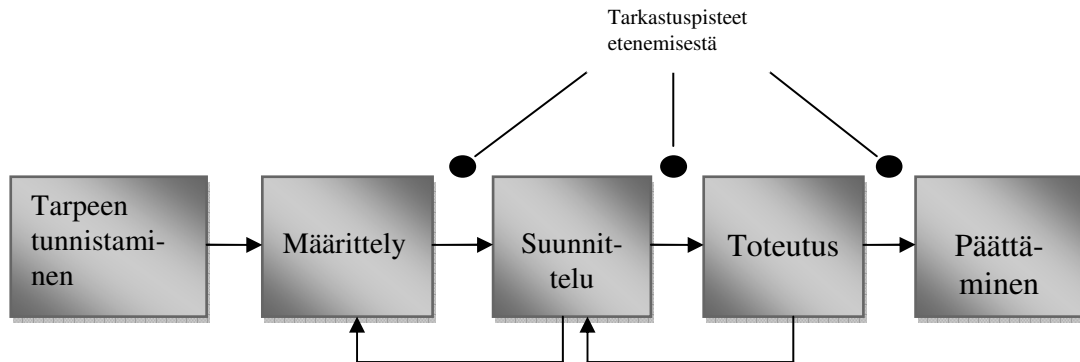 Tarkastuspisteet
etenemisestä
Tarpeen
tunnistami-
nen
Määrittely
Suunnit-
telu
Toteutus
Päättä-
minen